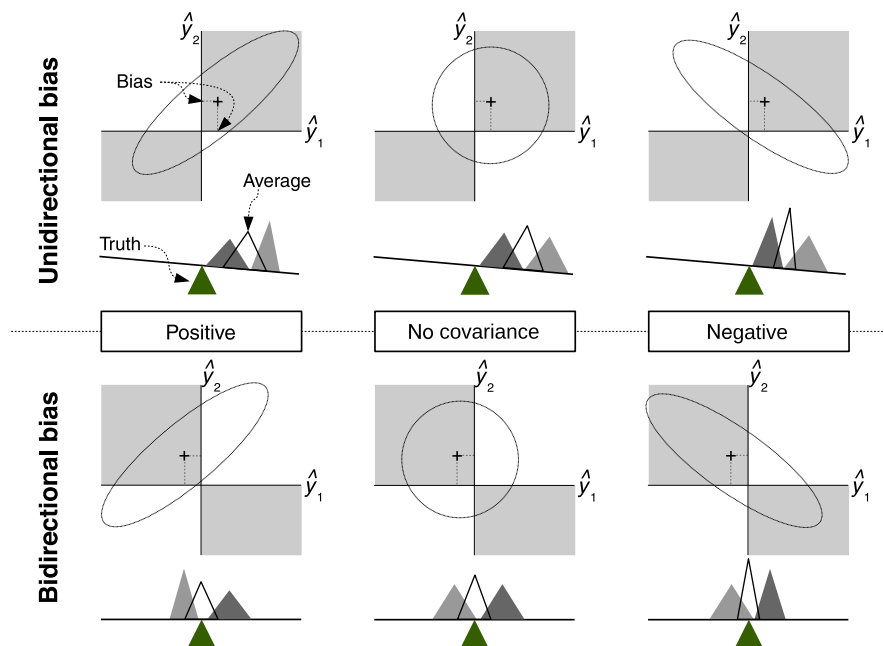 Unidirectional bias
ŷ2
ŷ1
Bias
Average
Truth
ŷ2
ŷ1
ŷ2
ŷ1
Positive
No covariance
Negative
Bidirectional bias
ŷ2
ŷ1
ŷ2
ŷ1
ŷ2
ŷ1